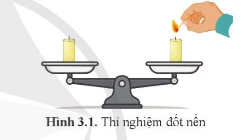 Hình 3.1. Thí nghiệm đốt nến